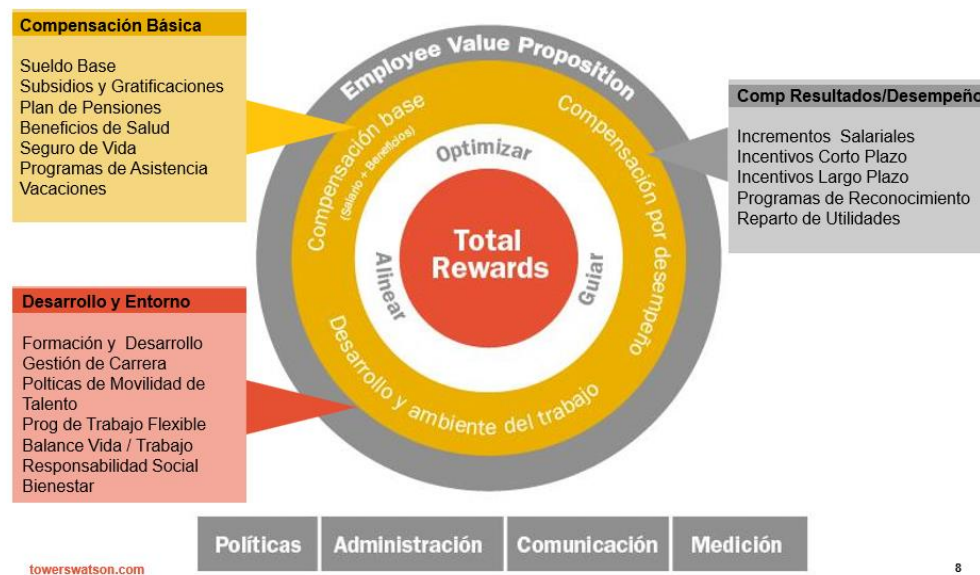 Compensación Básica
Sueldo Base
Subsidios y Gratificaciones
Plan de Pensiones
Beneficios de Salud
Seguro de Vida
Programas de Asistencia
Vacaciones
Employee Value Proposition
Compensación base
(Salario + Beneficios)
Compensación por desempeño
Desarrollo y ambiente del trabajo
Optimizar
Alinear
Guiar
Total
Rewards
Comp Resultados/Desempeño
Incrementos Salariales
Incentivos Corto Plazo
Incentivos Largo Plazo
Programas de Reconocimiento
Reparto de Utilidades
Desarrollo y Entorno
Formación y Desarrollo
Gestión de Carrera
Polticas de Movilidad de
Talento
Prog de Trabajo Flexible
Balance Vida / Trabajo
Responsabilidad Social
Bienestar
Políticas
Administración
Comunicación
Medición
towerswatson.com
8